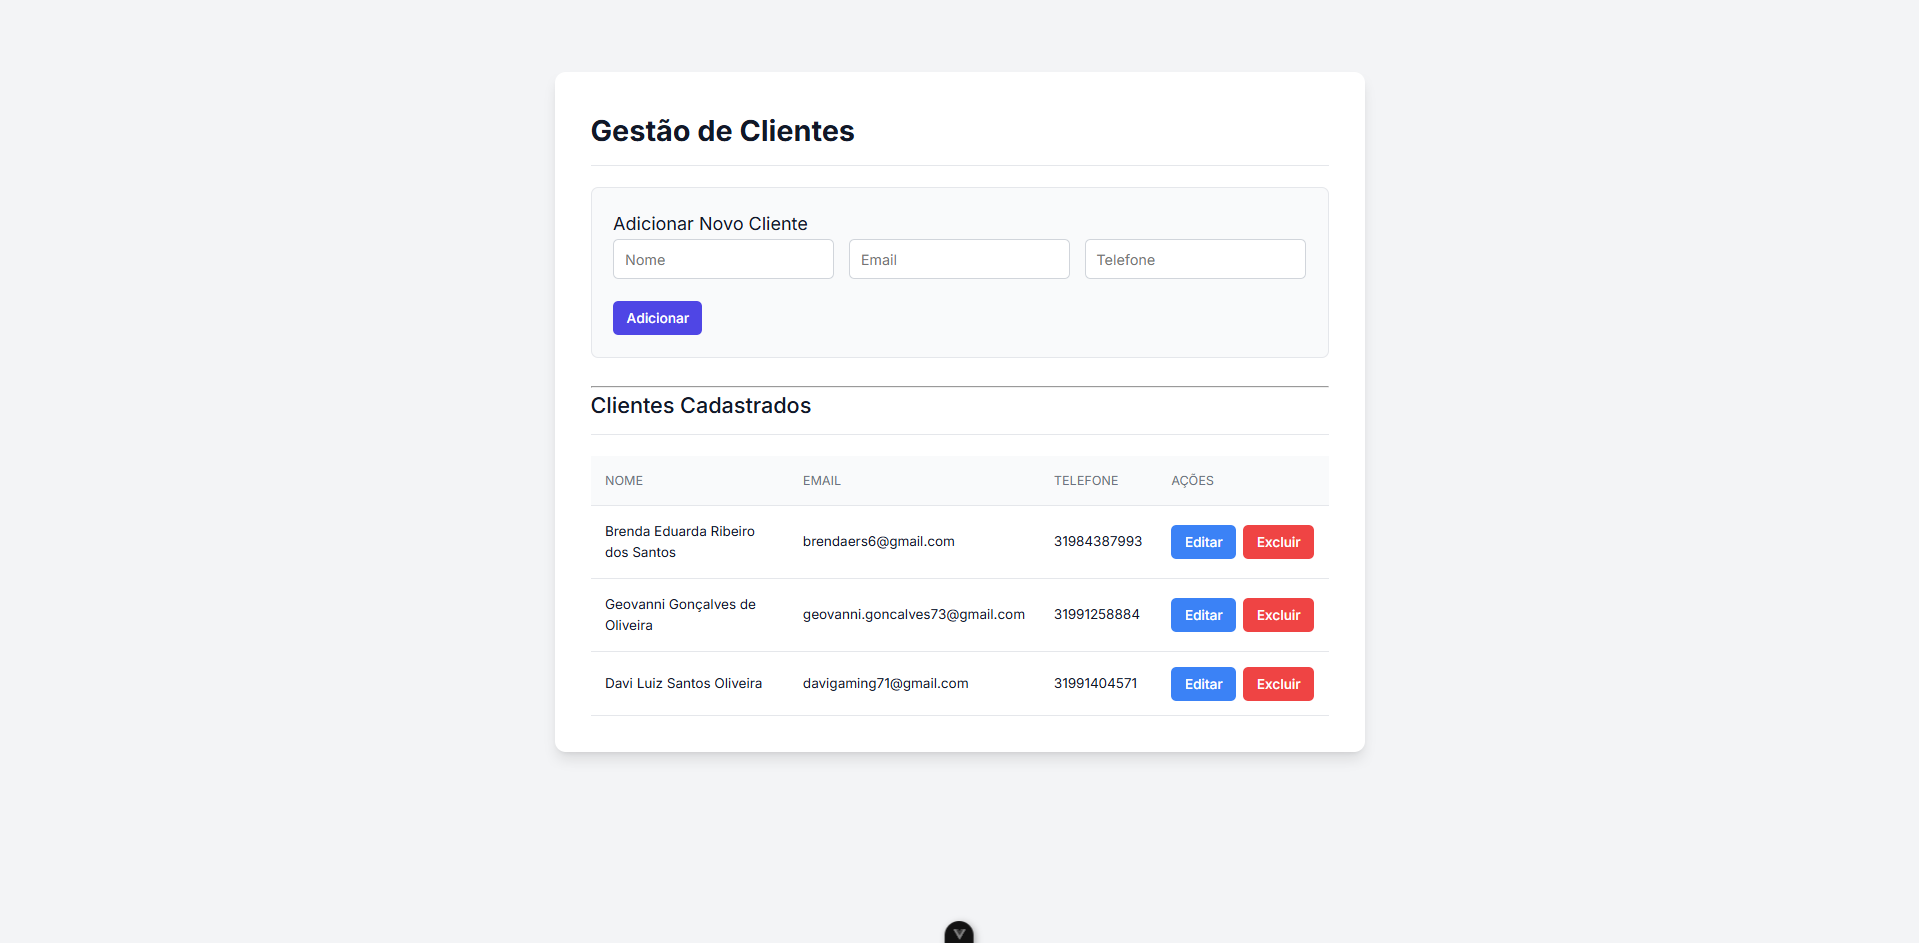 Gestão de Clientes
Adicionar Novo Cliente
Nome Email Telefone
Adicionar
Clientes Cadastrados
NOME EMAIL TELEFONE AÇÕES
Brenda Eduarda Ribeiro
dos Santos
brendaers6@gmail.com 31984387993 Editar Excluir
Geovanni Gonçalves de
Oliveira
geovanni.goncalves73@gmail.com 31991258884 Editar Excluir
Davi Luiz Santos Oliveira davigaming71@gmail.com 31991404571 Editar Excluir